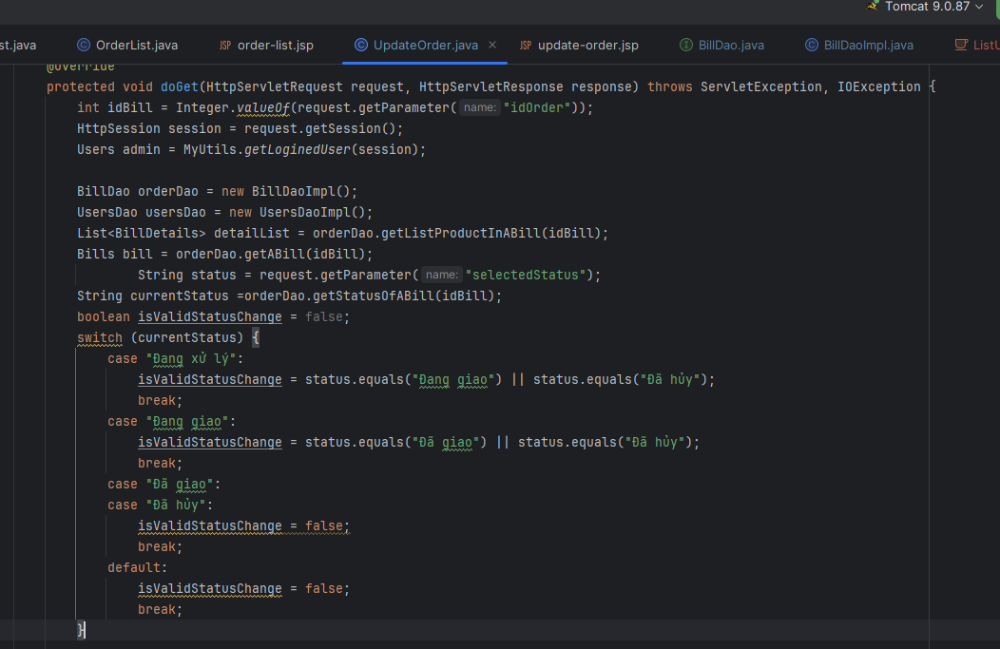 Tomcat 9.0.87
st.java OrderList.java JSP order-list.jsp UpdateOrder.java × JSP update-order.jsp BillDao.java BillDaoImpl.java ListU
@Override
protected void doGet(HttpServletRequest request, HttpServletResponse response) throws ServletException, IOException {
int idBill = Integer.valueOf(request.getParameter( name: "idOrder"));
HttpSession session = request.getSession();
Users admin = MyUtils.getLoginedUser(session);
BillDao orderDao = new BillDaoImpl();
UsersDao usersDao = new UsersDaoImpl();
List<BillDetails> detailList = orderDao.getListProductInABill(idBill);
Bills bill = orderDao.getABill(idBill);
String status = request.getParameter( name: "selectedStatus");
String currentStatus =orderDao.getStatusOfABill(idBill);
boolean isValidStatusChange = false;
switch (currentStatus) {
case "Đang xử lý":
isValidStatusChange = status.equals("Đang giao") || status.equals("Đã hủy");
break;
case "Đang giao":
isValidStatusChange = status.equals("Đã giao") || status.equals("Đã hủy");
break;
case "Đã giao":
case "Đã hủy":
isValidStatusChange = false;
break;
default:
isValidStatusChange = false;
break;
}